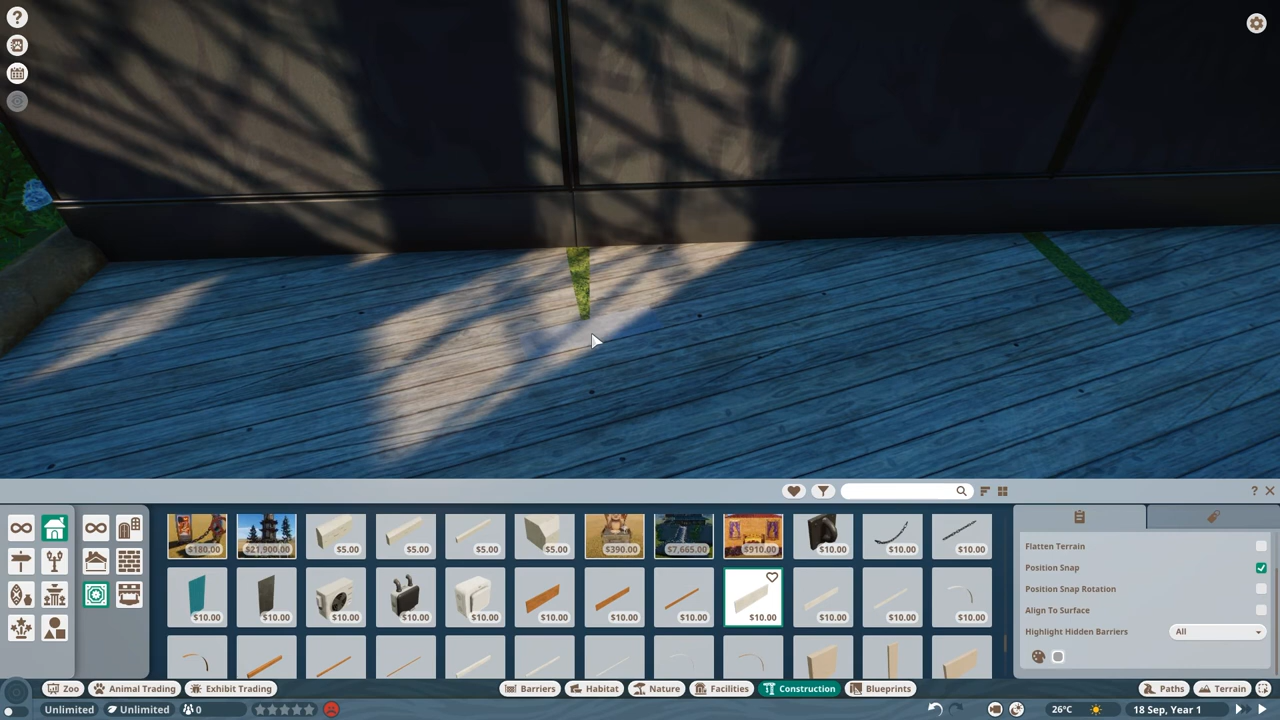 ?
? ×
$180.00 $21,900.00 $5.00 $5.00 $5.00 $5.00 $390.00 $7,665.00 $910.00 $10.00 $10.00 $10.00
$10.00 $10.00 $10.00 $10.00 $10.00 $10.00 $10.00 $10.00 $10.00 $10.00 $10.00 $10.00
Flatten Terrain
Position Snap
Position Snap Rotation
Align To Surface
Highlight Hidden Barriers All
Zoo Animal Trading Exhibit Trading Barriers Habitat Nature Facilities Construction Blueprints Paths Terrain
Unlimited Unlimited 0 26°C 18 Sep, Year 1